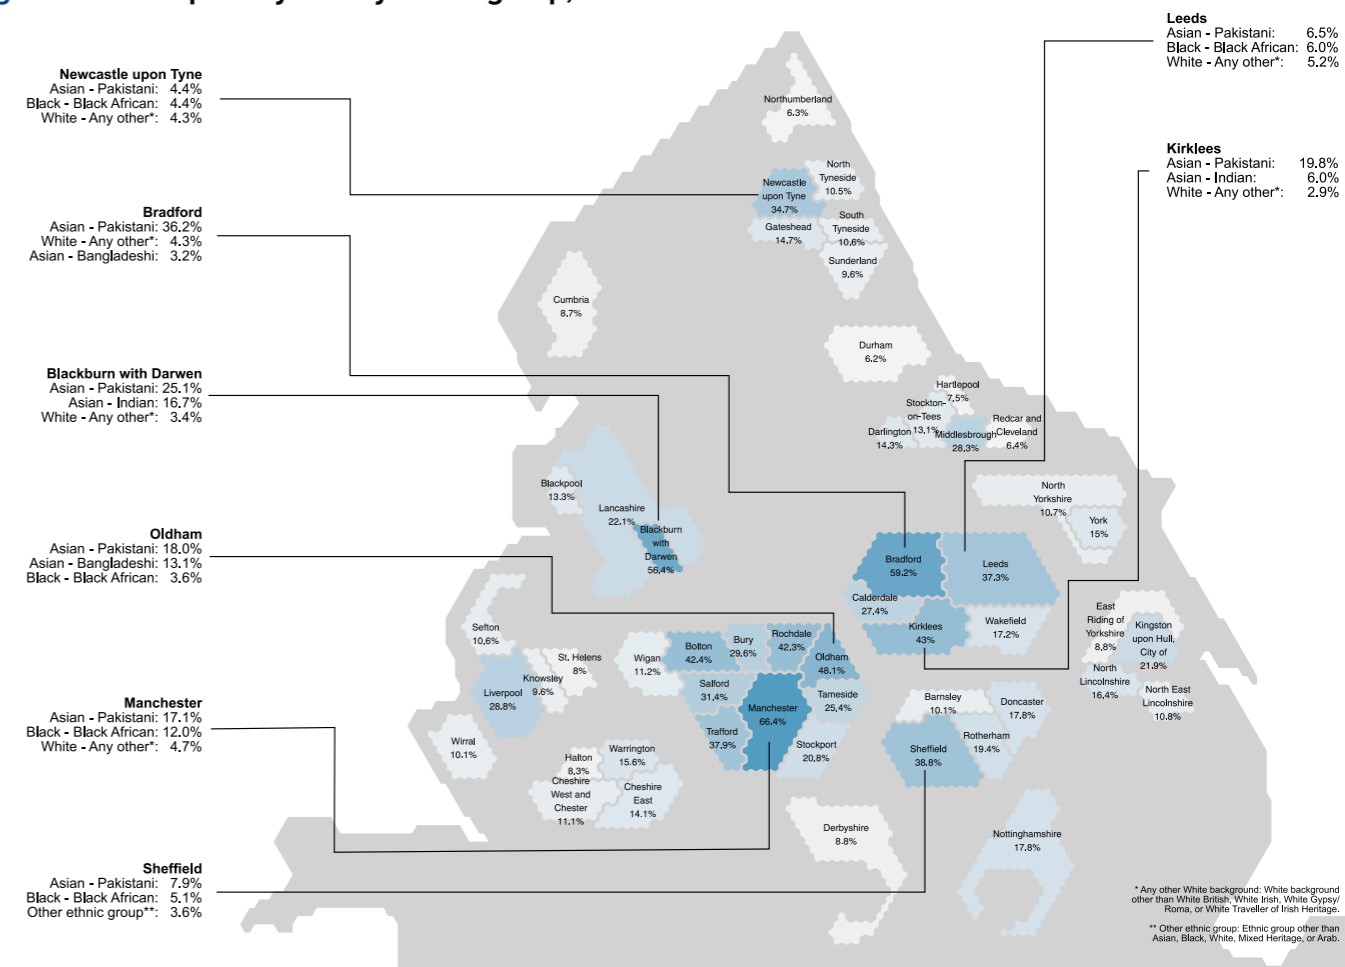 Newcastle upon Tyne
Asian - Pakistani: 4.4%
Black - Black African: 4.4%
White - Any other*: 4.3%
Bradford
Asian - Pakistani: 36.2%
White - Any other*: 4.3%
Asian - Bangladeshi: 3.2%
Blackburn with Darwen
Asian - Pakistani: 25.1%
Asian - Indian: 16.7%
White - Any other*: 3.4%
Oldham
Asian - Pakistani: 18.0%
Asian - Bangladeshi: 13.1%
Black - Black African: 3.6%
Manchester
Asian - Pakistani: 17.1%
Black - Black African: 12.0%
White - Any other*: 4.7%
Sheffield
Asian - Pakistani: 7.9%
Black - Black African: 5.1%
Other ethnic group**: 3.6%
Leeds
Asian - Pakistani: 6.5%
Black - Black African: 6.0%
White - Any other*: 5.2%
Kirklees
Asian - Pakistani: 19.8%
Asian - Indian: 6.0%
White - Any other*: 2.9%
Northumberland
6.3%
North
Tyneside
10.5%
Newcastle
upon Tyne
34.7%
Gateshead
14.7%
South
Tyneside
10.6%
Sunderland
9.6%
Cumbria
8.7%
Durham
6.2%
Hartlepool
7.5%
Stockton-
on-Tees
13.1%
Darlington
14.3%
Middlesbrough
28.3%
Redcar and
Cleveland
6.4%
Blackpool
13.3%
Lancashire
22.1%
Blackburn
with
Darwen
56.4%
North
Yorkshire
10.7%
York
15%
Bradford
59.2%
Leeds
37.3%
Calderdale
27.4%
Kirklees
43%
Wakefield
17.2%
East
Riding of
Yorkshire
8.8%
Kingston
upon Hull,
City of
21.9%
North
Lincolnshire
16.4%
North East
Lincolnshire
10.8%
Sefton
10.6%
St. Helens
8%
Knowsley
9.6%
Liverpool
28.8%
Wirral
10.1%
Wigan
11.2%
Bolton
42.4%
Bury
29.6%
Rochdale
42.3%
Oldham
48.1%
Salford
31.4%
Manchester
66.4%
Tameside
25.4%
Trafford
37.9%
Stockport
20.8%
Halton
8.3%
Warrington
15.6%
Cheshire
West and
Chester
11.1%
Cheshire
East
14.1%
Barnsley
10.1%
Doncaster
17.8%
Rotherham
19.4%
Sheffield
38.8%
Derbyshire
8.8%
Nottinghamshire
17.8%
* Any other White background: White background
other than White British, White Irish, White Gypsy/
Roma, or White Traveller of Irish Heritage.
** Other ethnic group: Ethnic group other than
Asian, Black, White, Mixed Heritage, or Arab.